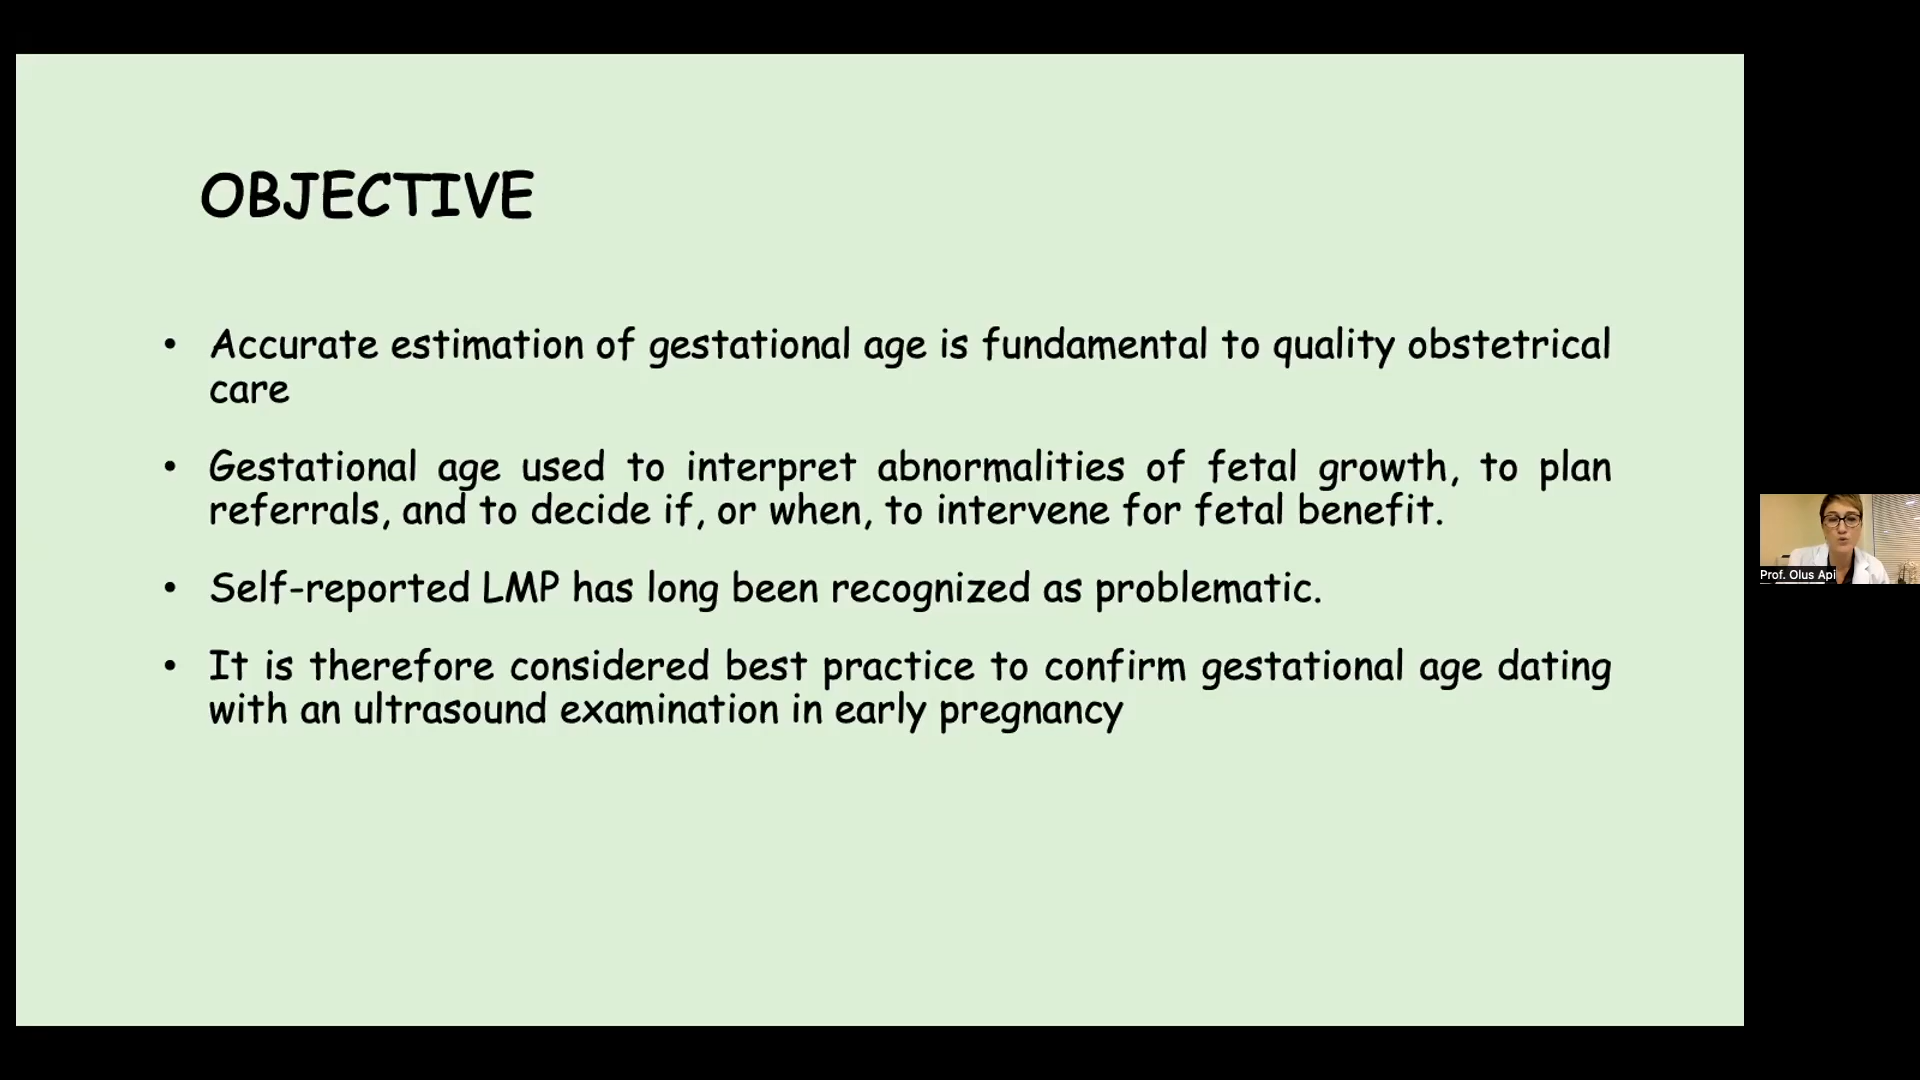 OBJECTIVE
• Accurate estimation of gestational age is fundamental to quality obstetrical
care
• Gestational age used to interpret abnormalities of fetal growth, to plan
referrals, and to decide if, or when, to intervene for fetal benefit.
• Self-reported LMP has long been recognized as problematic.
• It is therefore considered best practice to confirm gestational age dating
with an ultrasound examination in early pregnancy
Prof. Olus Api